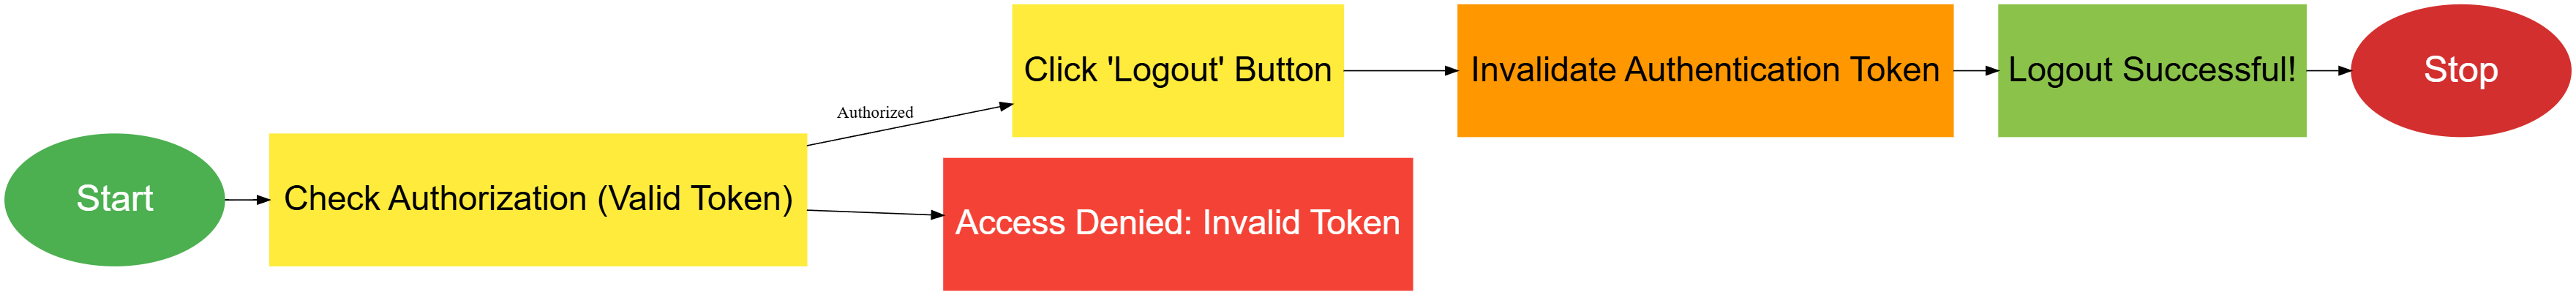 Start
Check Authorization (Valid Token)
Authorized
Click 'Logout' Button
Invalidate Authentication Token
Logout Successful!
Stop
Access Denied: Invalid Token